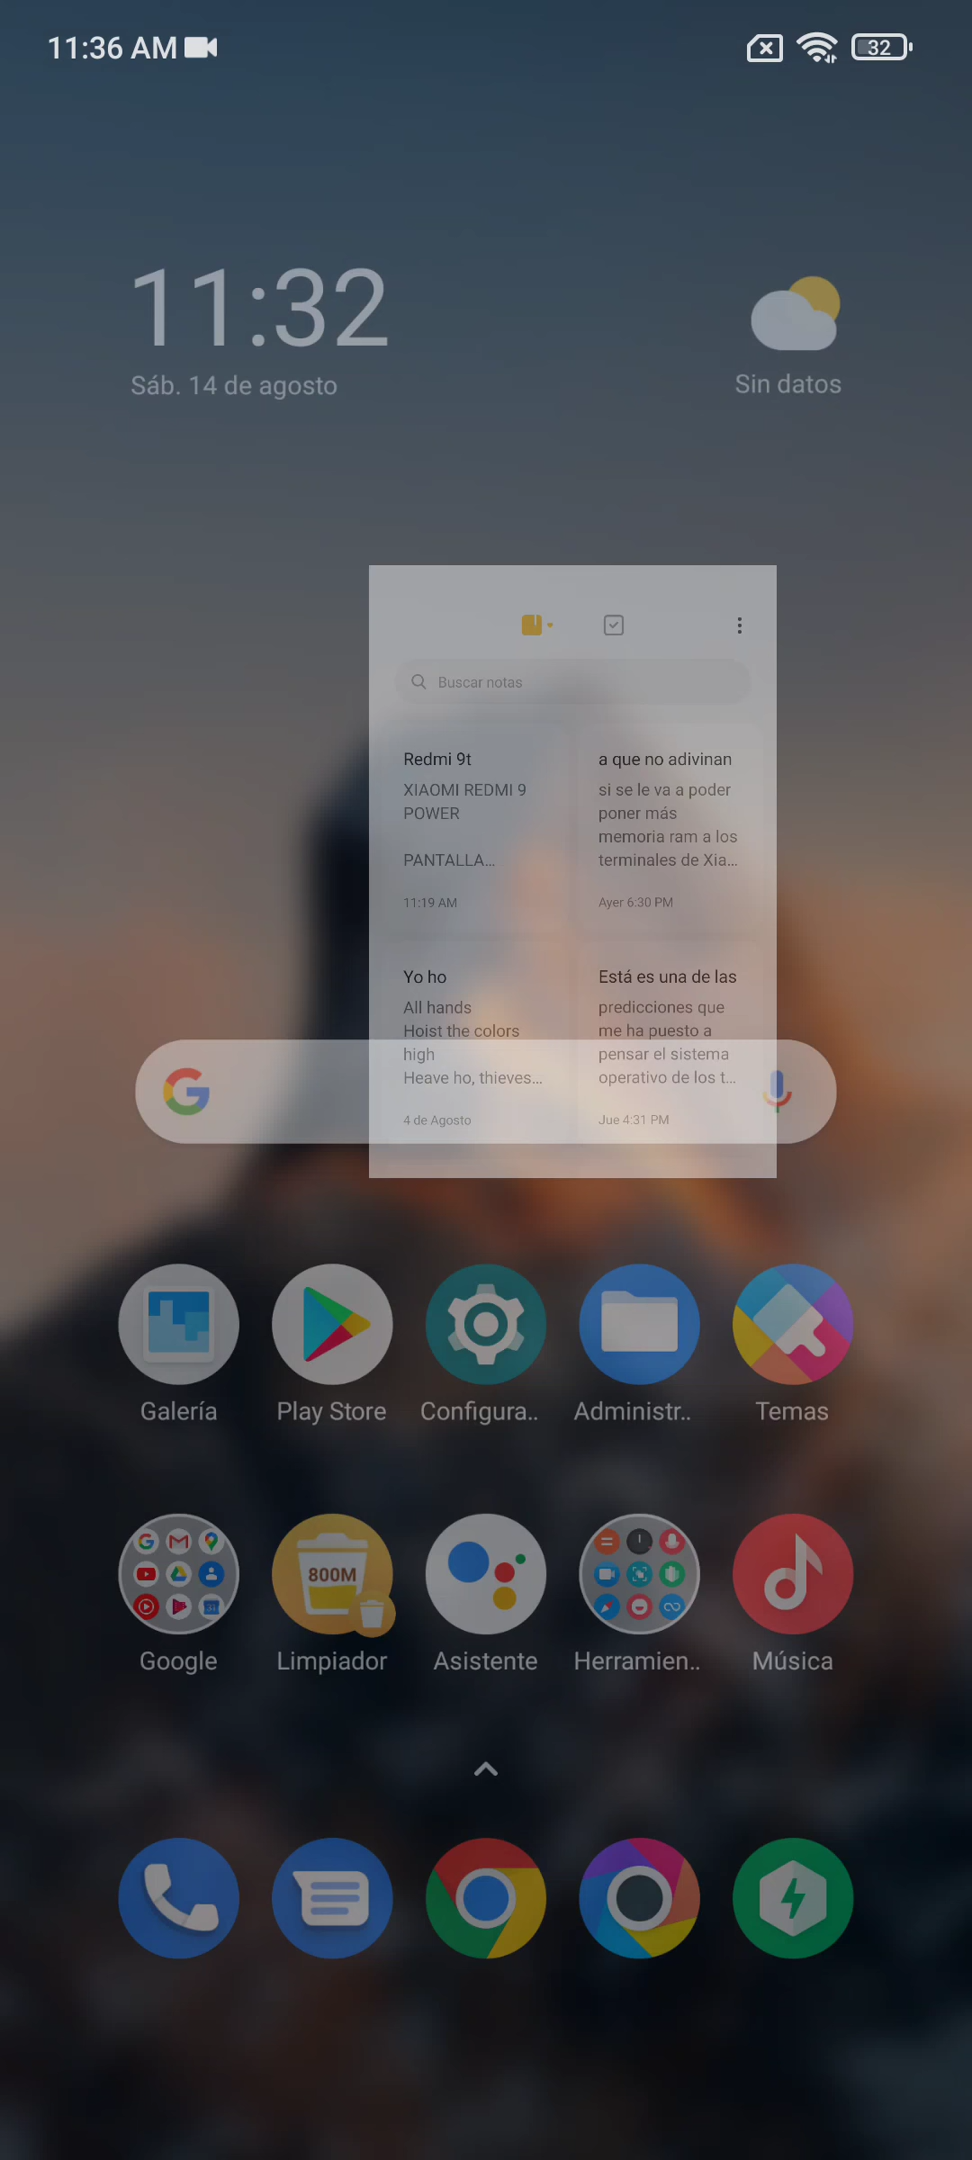 11:36 AM
32
11:32
Sáb. 14 de agosto
Sin datos
Buscar notas
Redmi 9t
XIAOMI REDMI 9
POWER
PANTALLA...
11:19 AM
a que no adivinan
si se le va a poder
poner más
memoria ram a los
terminales de Xia...
Ayer 6:30 PM
Yo ho
All hands
Hoist the colors
high
Heave ho, thieves...
4 de Agosto
Está es una de las
predicciones que
me ha puesto a
pensar el sistema
operativo de los t...
Jue 4:31 PM
Galería
Play Store
Configura..
Administr..
Temas
800M
Google
Limpiador
Asistente
Herramien..
Música